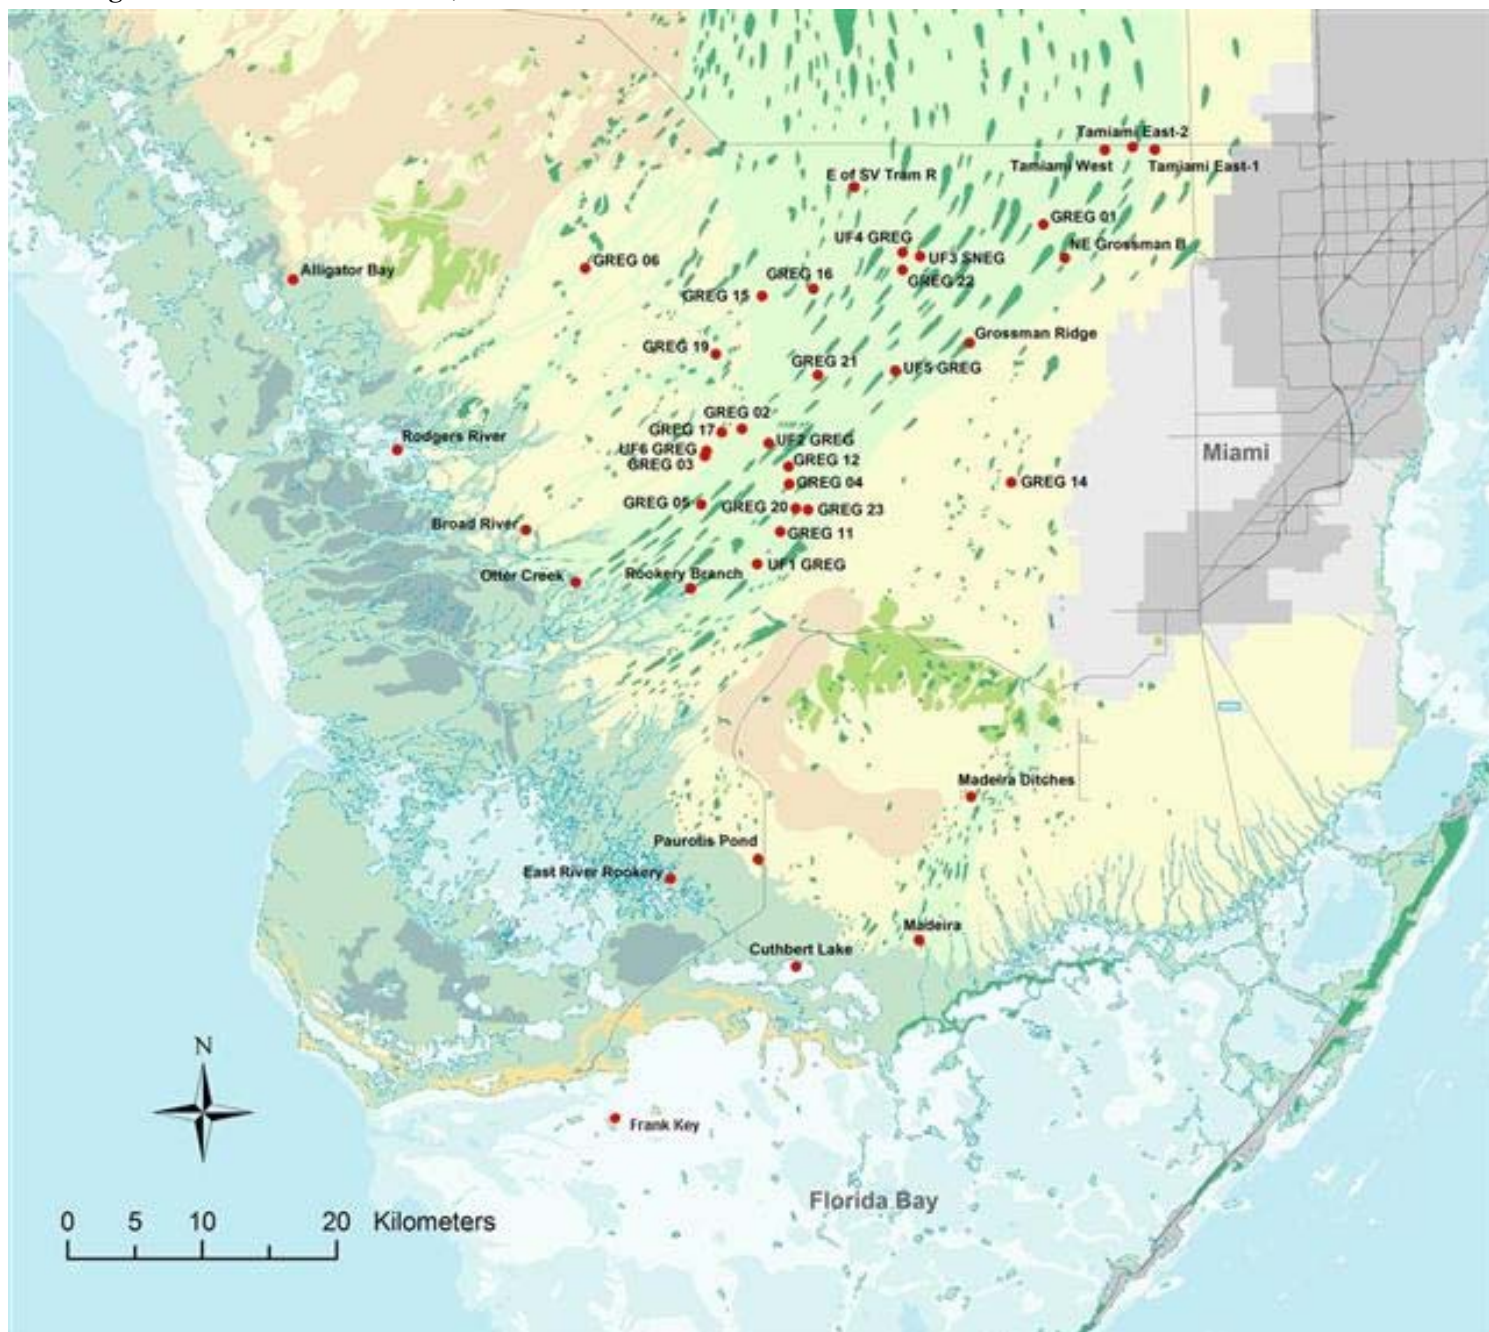 Tamiami East-2
Tamiami West
Tamiami East-1
E of SV Tram R
GREG 01
UF4 GREG
NE Grossman B
UF3 SNEG
GREG 06
Alligator Bay
GREG 16
GREG 22
GREG 15
Grossman Ridge
GREG 19
GREG 21
UF5 GREG
GREG 02
GREG 17
Rodgers River
UF2 GREG
UF6 GREG
Miami
GREG 12
GREG 03
GREG 04
GREG 14
GREG 05
GREG 20
GREG 23
Broad River
GREG 11
UF1 GREG
Otter Creek
Rookery Branch
Madeira Ditches
Paurotis Pond
East River Rookery
Madeira
Cuthbert Lake
N
Frank Key
Florida Bay
0 5 10 20 Kilometers